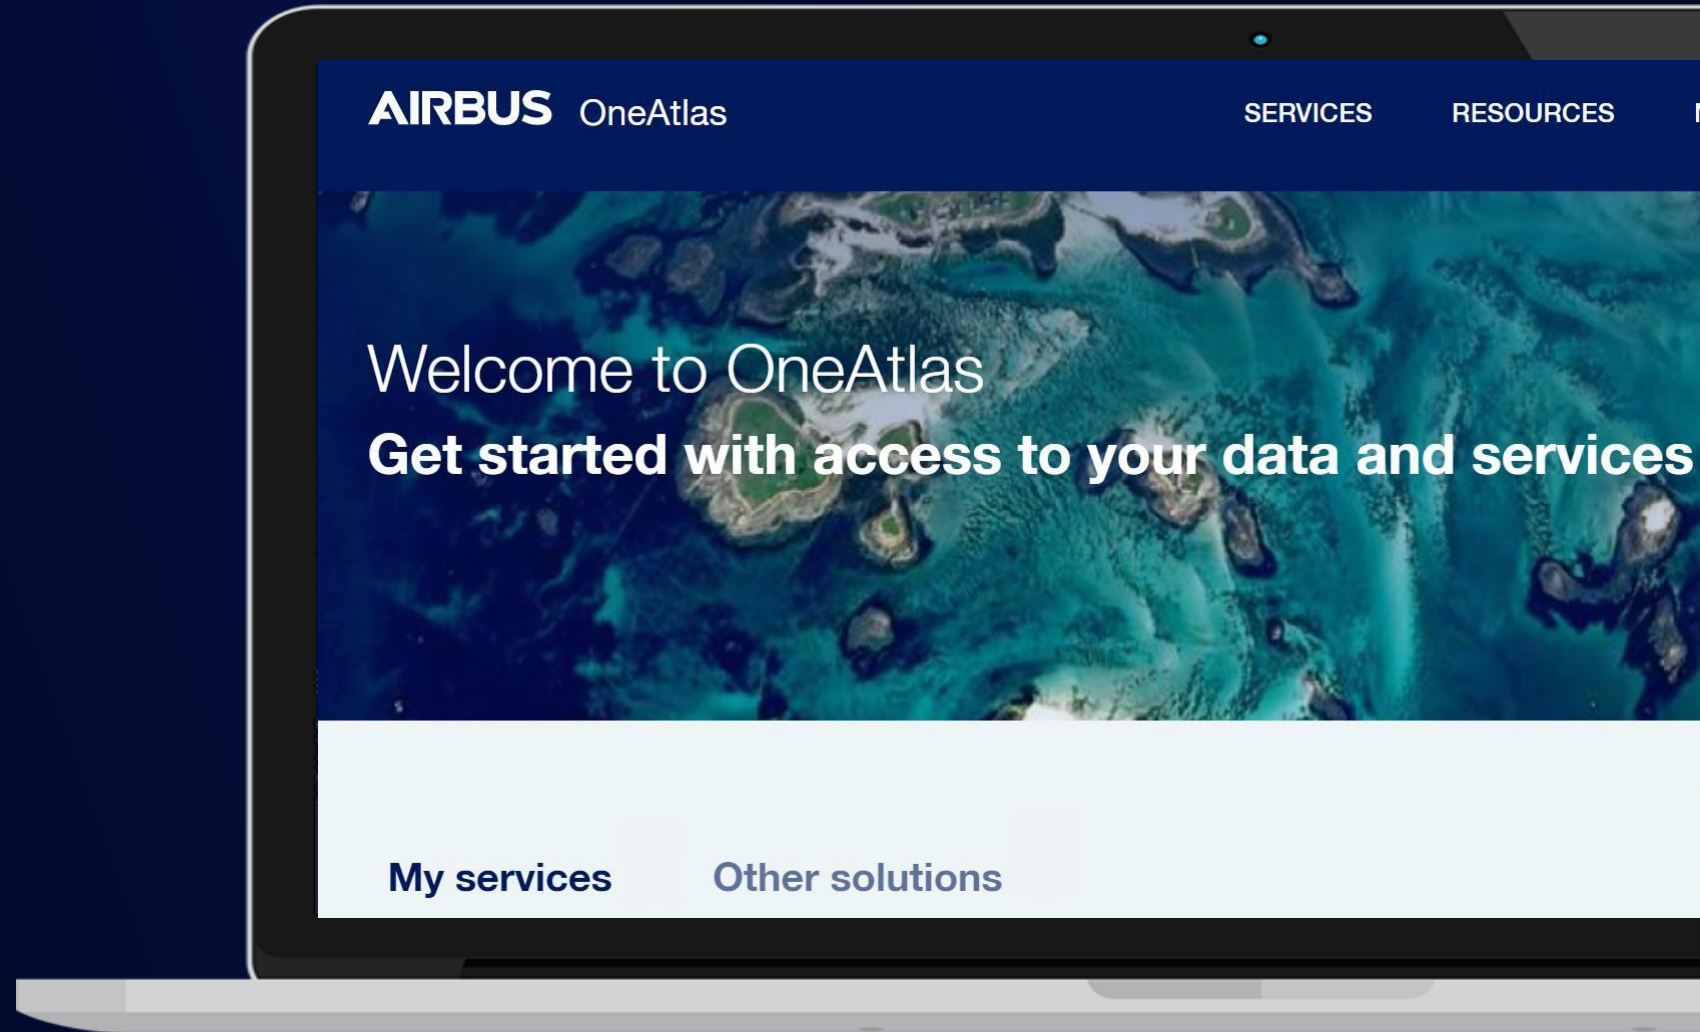 AIRBUS OneAtlas SERVICES RESOURCES
Welcome to OneAtlas
Get started with access to your data and services
My services Other solutions